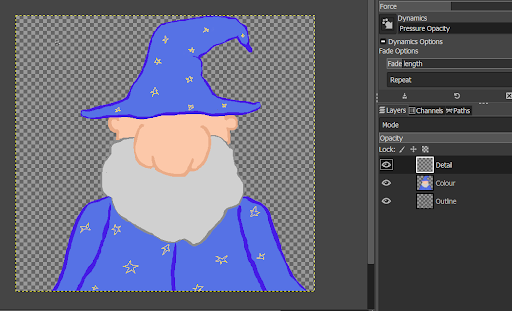 Force
Dynamics
Pressure Opacity
Dynamics Options
Fade Options
Fade length
Repeat
Layers Channels Paths
Mode
Opacity
Lock:
Detail
Colour
Outline